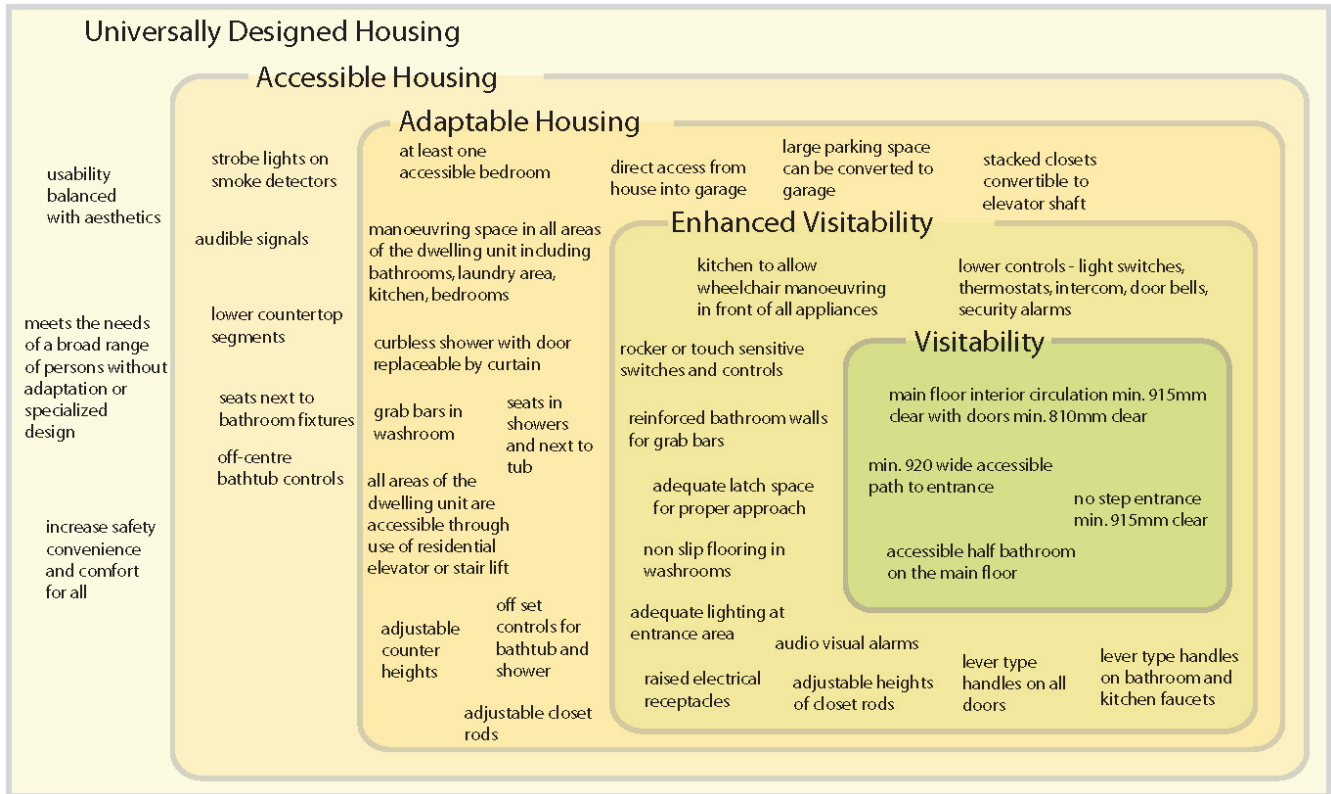 Universally Designed Housing
Accessible Housing
Adaptable Housing
usability
balanced
with aesthetics
meets the needs
of a broad range
of persons without
adaptation or
specialized
design
increase safety
convenience
and comfort
for all
strobe lights on
smoke detectors
audible signals
lower countertop
segments
seats next to
bathroom fixtures
off-centre
bathtub controls
at least one
accessible bedroom
direct access from
house into garage
large parking space
can be converted to
garage
stacked closets
convertible to
elevator shaft
manoeuvring space in all areas
of the dwelling unit including
bathrooms, laundry area,
kitchen, bedrooms
curbless shower with door
replaceable by curtain
grab bars in
washroom
seats in
showers
and next to
tub
all areas of the
dwelling unit are
accessible through
use of residential
elevator or stair lift
adjustable
counter
heights
off set
controls for
bathtub and
shower
adjustable closet
rods
Enhanced Visitability
kitchen to allow
wheelchair manoeuvring
in front of all appliances
lower controls - light switches,
thermostats, intercom, door bells,
security alarms
rocker or touch sensitive
switches and controls
reinforced bathroom walls
for grab bars
adequate latch space
for proper approach
non slip flooring in
washrooms
adequate lighting at
entrance area
audio visual alarms
raised electrical
receptacles
adjustable heights
of closet rods
lever type
handles on all
doors
lever type handles
on bathroom and
kitchen faucets
Visitability
main floor interior circulation min. 915mm
clear with doors min. 810mm clear
min. 920 wide accessible
path to entrance
no step entrance
min. 915mm clear
accessible half bathroom
on the main floor